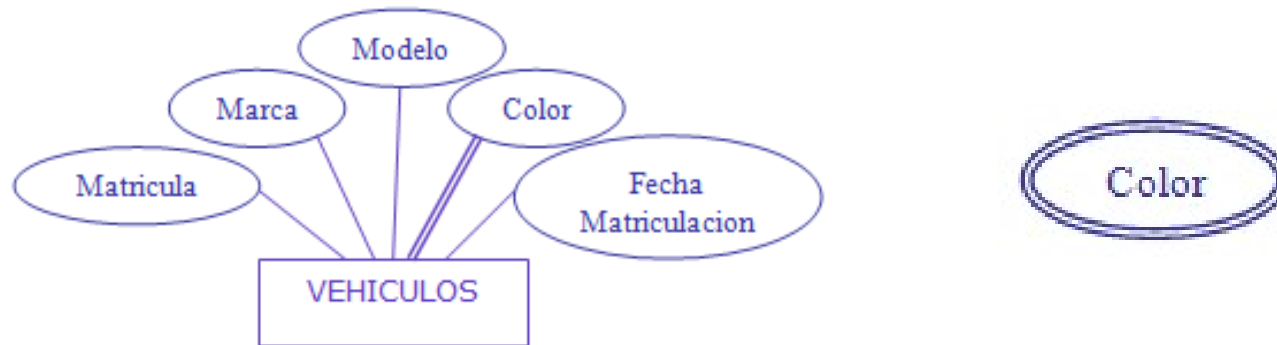 Modelo
Marca
Color
Matricula
Fecha
Matriculacion
VEHICULOS
Color